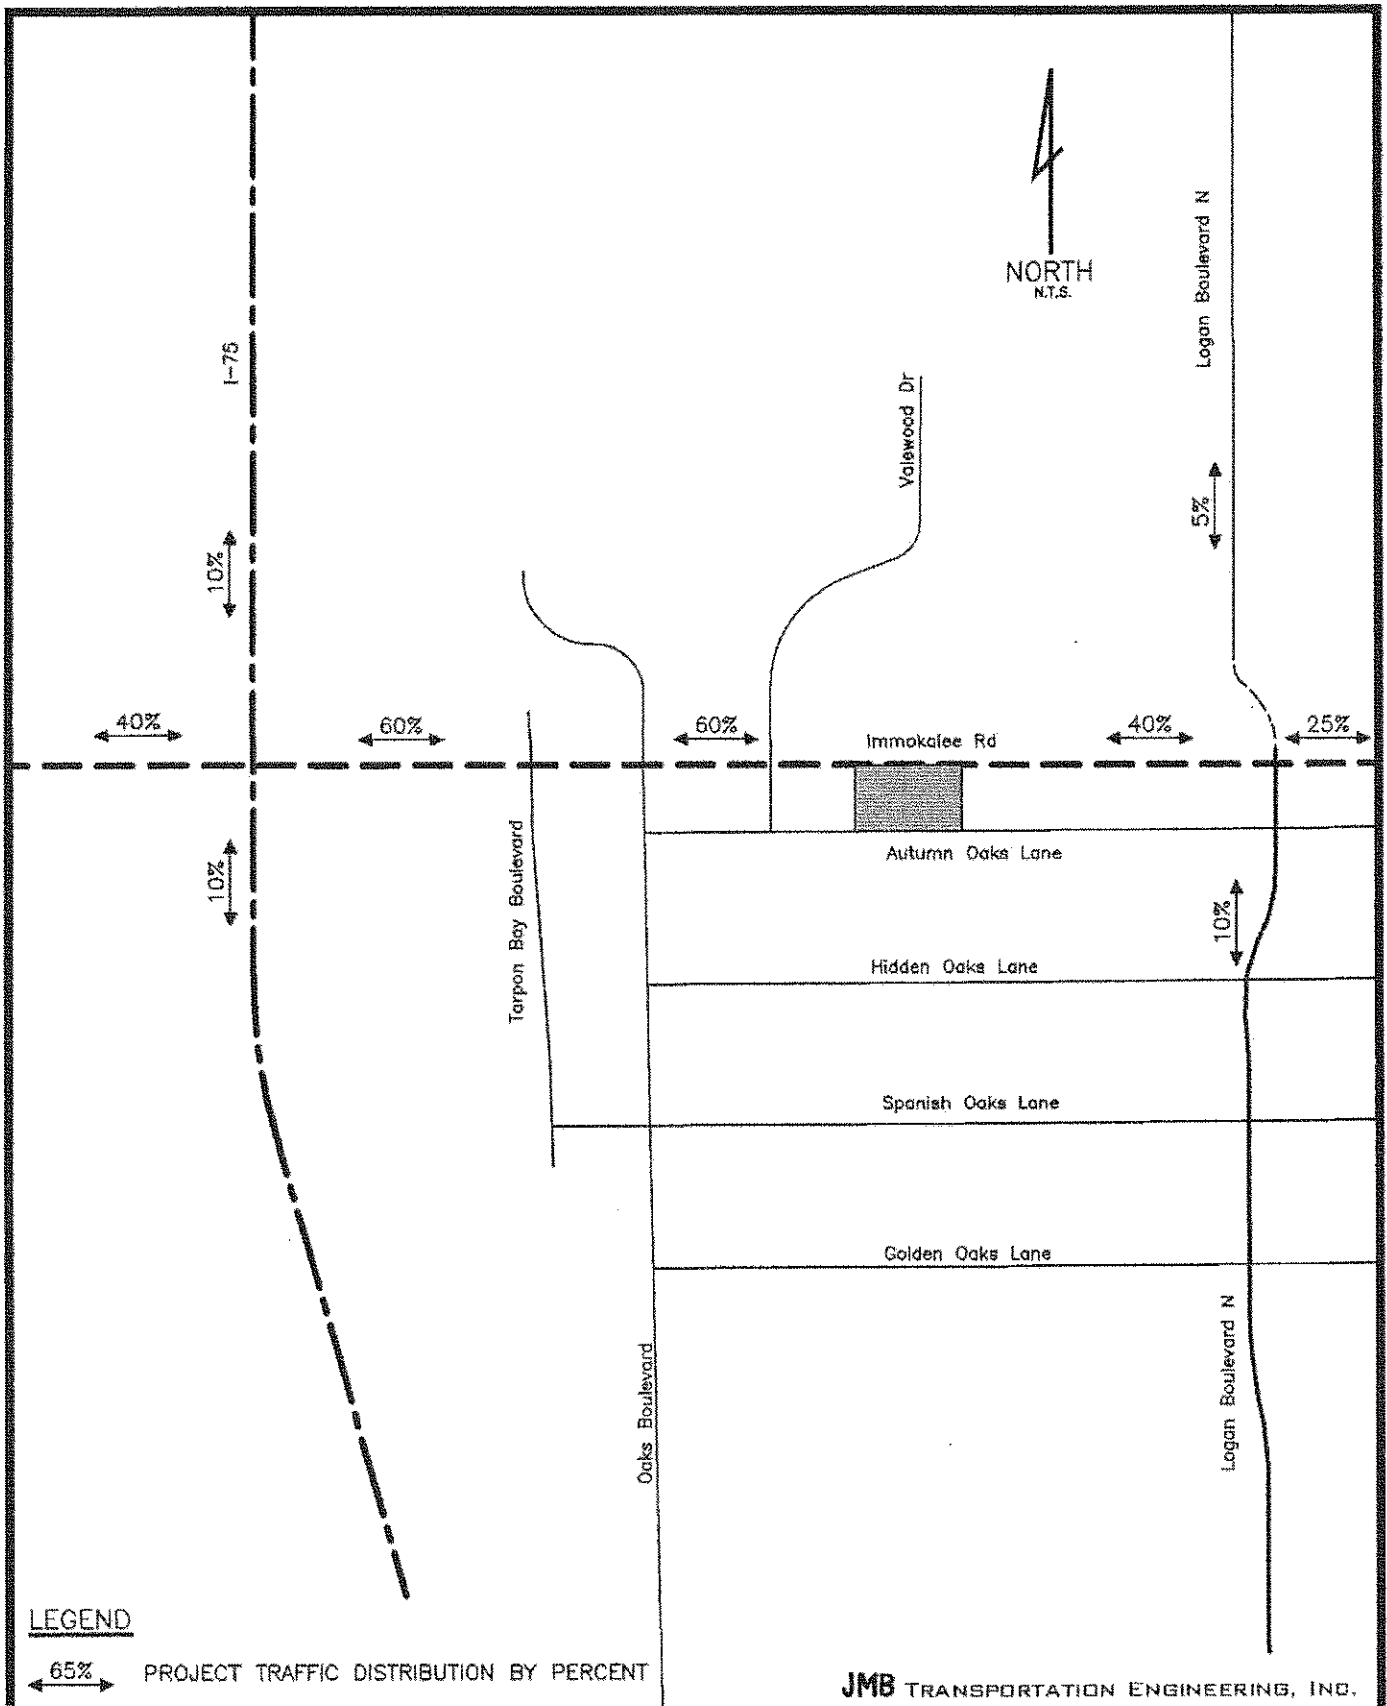 NORTH
N.T.S.
Logan Boulevard N
I-75
Valewood Dr
5%
10%
40%
60%
60%
Immokalee Rd
40%
25%
Autumn Oaks Lane
10%
Tarpon Bay Boulevard
10%
Hidden Oaks Lane
Spanish Oaks Lane
Golden Oaks Lane
Oaks Boulevard
Logan Boulevard N
LEGEND
65% PROJECT TRAFFIC DISTRIBUTION BY PERCENT
JMB TRANSPORTATION ENGINEERING, INC.